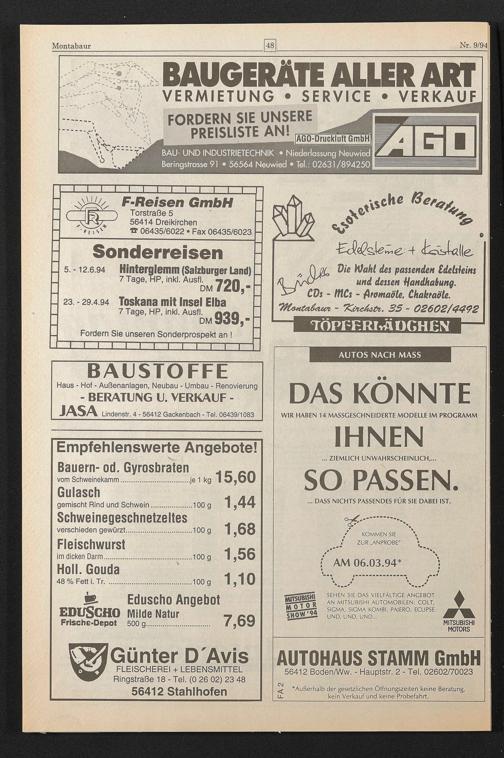 Montabaur
48
Nr. 9/94
BAUGERÄTE ALLER ART
VERMIETUNG • SERVICE • VERKAUF
FORDERN SIE UNSERE
PREISLISTE AN!
AGO-Druckluft GmbH
AGO
BAU- UND INDUSTRIETECHNIK • Niederlassung Neuwied
Beringstrosse 91 • 56564 Neuwied • Tel.: 02631/894250
F-REISEN
F-Reisen GmbH
Torstraße 5
56414 Dreikirchen
☎ 06435/6022 • Fax 06435/6023
Sonderreisen
5. - 12.6.94 Hinterglemm (Salzburger Land)
7 Tage, HP, inkl. Ausfl.
DM 720,-
23. - 29.4.94 Toskana mit Insel Elba
7 Tage, HP, inkl. Ausfl.
DM 939,-
Fordern Sie unseren Sonderprospekt an !
Esoterische Beratung
Edelsteine + Kristalle
Bücher
Die Wahl des passenden Edelsteins
und dessen Handhabung.
CDs - MCs - Aromaöle, Chakraöle.
Montabaur - Kirchstr. 35 - 02602/4492
TÖPFERLÄDCHEN
BAUSTOFFE
Haus - Hof - Außenanlagen, Neubau - Umbau - Renovierung
- BERATUNG U. VERKAUF -
JASA Lindenstr. 4 - 56412 Gackenbach - Tel. 06439/1083
Empfehlenswerte Angebote!
Bauern- od. Gyrosbraten
vom Schweinekamm ... je 1 kg 15,60
Gulasch
gemischt Rind und Schwein ... 100 g 1,44
Schweinegeschnetzeltes
verschieden gewürzt ... 100 g 1,68
Fleischwurst
im dicken Darm ... 100 g 1,56
Holl. Gouda
48 % Fett i. Tr. ... 100 g 1,10
EDUSCHO
Frische-Depot
Eduscho Angebot
Milde Natur
500 g ... 7,69
Günter D´Avis
FLEISCHEREI + LEBENSMITTEL
Ringstraße 18 - Tel. (0 26 02) 23 48
56412 Stahlhofen
AUTOS NACH MASS
DAS KÖNNTE
WIR HABEN 14 MASSGESCHNEIDERTE MODELLE IM PROGRAMM
IHNEN
... ZIEMLICH UNWAHRSCHEINLICH,...
SO PASSEN.
... DASS NICHTS PASSENDES FÜR SIE DABEI IST.
KOMMEN SIE
ZUR „ANPROBE"
AM 06.03.94*
MITSUBISHI
MOTOR
SHOW '94
SEHEN SIE DAS VIELFÄLTIGE ANGEBOT
AN MITSUBISHI AUTOMOBILEN: COLT,
SIGMA, SIGMA KOMBI, PAJERO, ECLIPSE
UND, UND, UND...
MITSUBISHI
MOTORS
AUTOHAUS STAMM GmbH
56412 Boden/Ww. - Hauptstr. 2 - Tel. 02602/70023
FA 2
*Außerhalb der gesetzlichen Öffnungszeiten keine Beratung,
kein Verkauf und keine Probefahrt.